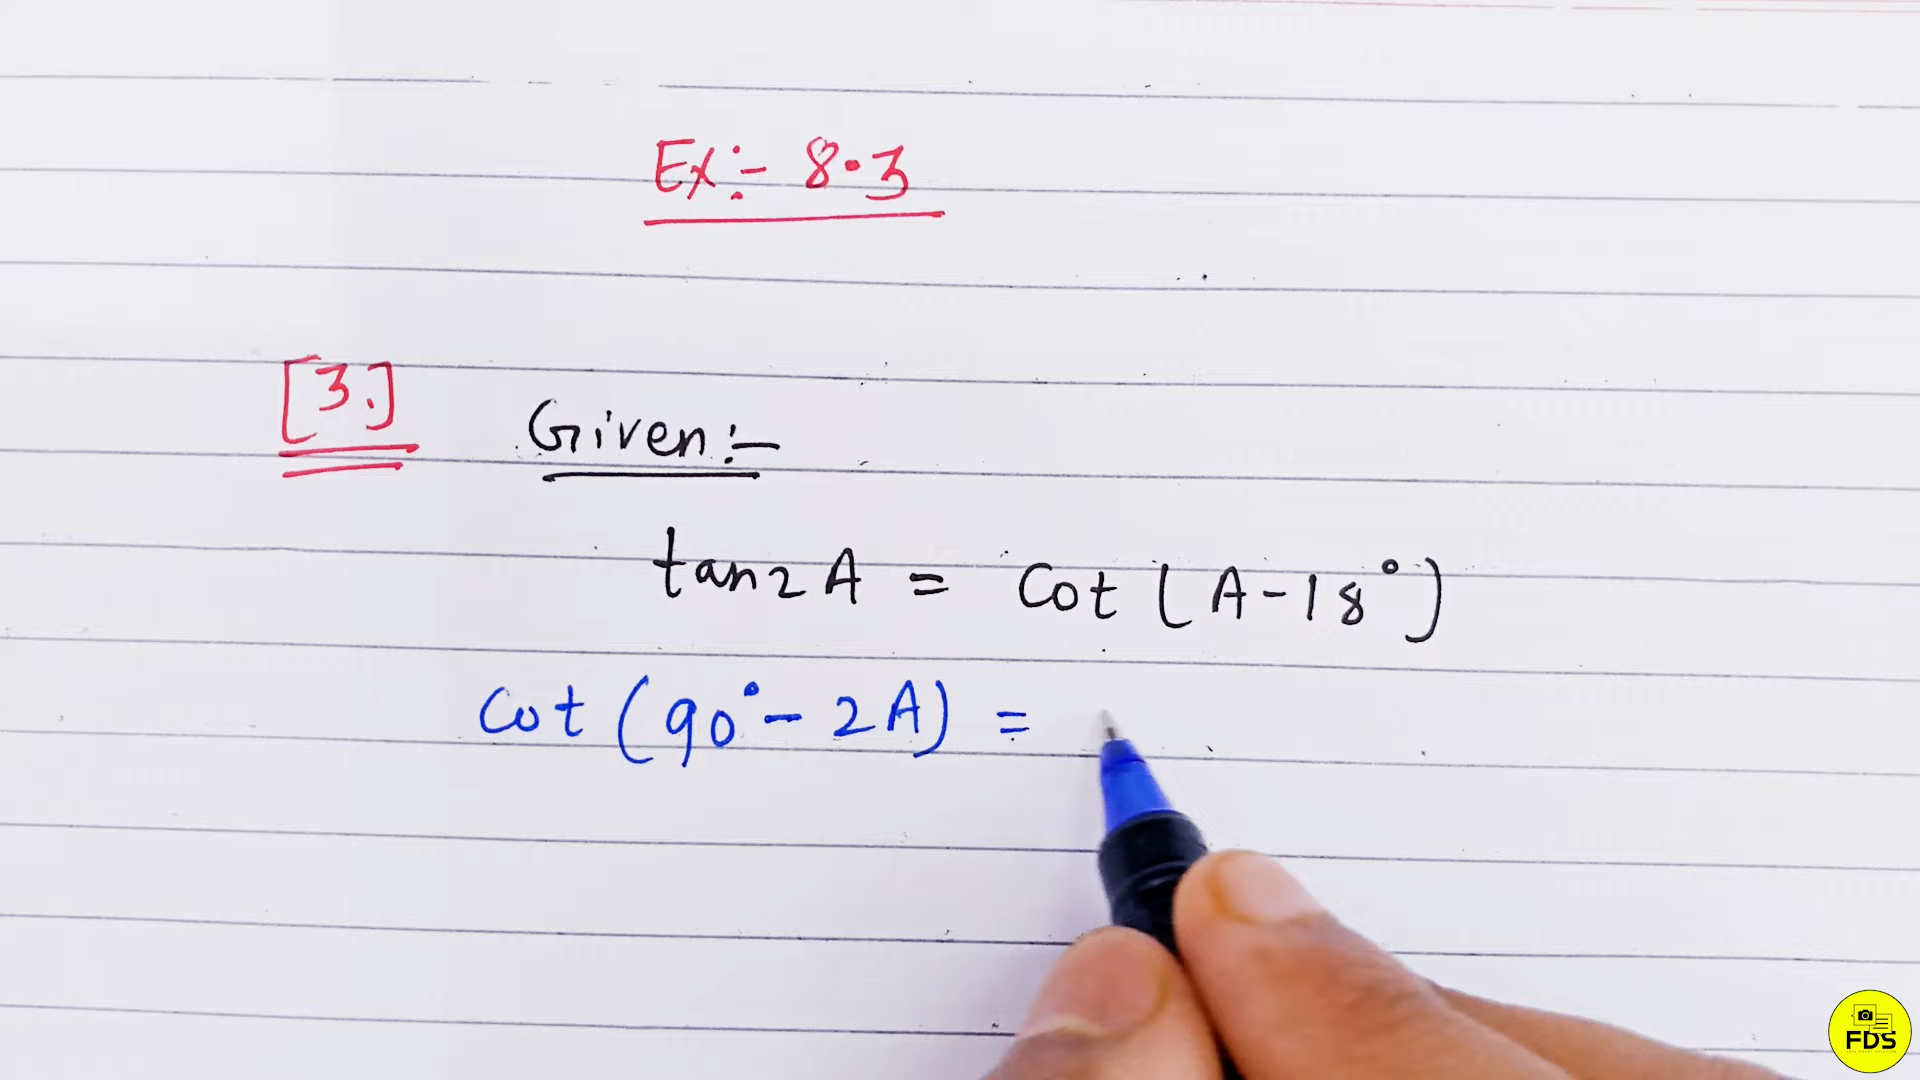 Ex:- 8.3
[3.] Given:-
tan2A = Cot (A-18°)
Cot (90° - 2A) =
FDS